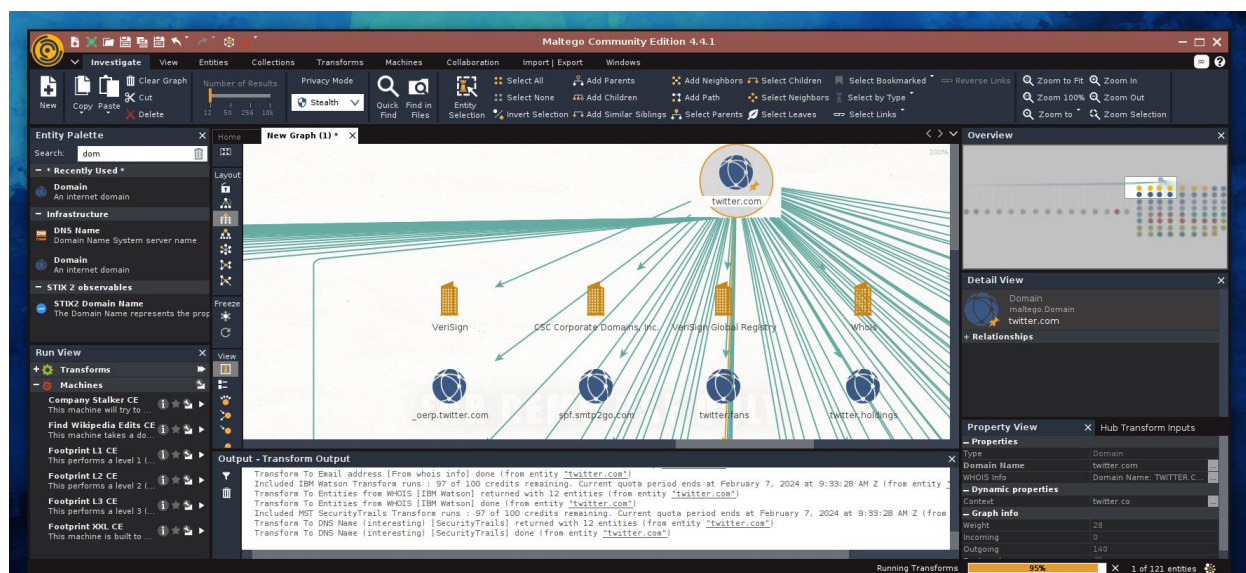 Maltego Community Edition 4.4.1
Investigate View Entities Collections Transforms Machines Collaboration Import | Export Windows
New
Copy Paste
Clear Graph
Cut
Delete
Number of Results
12 50 256 10k
Privacy Mode
Stealth
Quick Find
Find in Files
Entity Selection
Select All
Select None
Invert Selection
Add Parents
Add Children
Add Similar Siblings
Add Neighbors
Add Path
Select Parents
Select Children
Select Neighbors
Select Leaves
Select Bookmarked
Select by Type
Select Links
Reverse Links
Zoom to Fit
Zoom 100%
Zoom to
Zoom In
Zoom Out
Zoom Selection
Entity Palette
Search: dom
* Recently Used *
Domain
An internet domain
Infrastructure
DNS Name
Domain Name System server name
Domain
An internet domain
STIX 2 observables
STIX2 Domain Name
The Domain Name represents the prop
Run View
Transforms
Machines
Company Stalker CE
This machine will try to ...
Find Wikipedia Edits CE
This machine takes a do...
Footprint L1 CE
This performs a level 1 (...
Footprint L2 CE
This performs a level 2 (...
Footprint L3 CE
This performs a level 3 (...
Footprint XXL CE
This machine is built to ...
Home New Graph (1) *
Layout
Freeze
View
100%
twitter.com
VeriSign
CSC Corporate Domains, Inc.
VeriSign Global Registry
Whois
_oerp.twitter.com
spf.smtp2go.com
twitter.fans
twitter.holdings
Output - Transform Output
Transform To Email address [From whois info] done (from entity "twitter.com")
Included IBM Watson Transform runs : 97 of 100 credits remaining. Current quota period ends at February 7, 2024 at 9:33:28 AM Z (from entity "
Transform To Entities from WHOIS [IBM Watson] returned with 12 entities (from entity "twitter.com")
Transform To Entities from WHOIS [IBM Watson] done (from entity "twitter.com")
Included MST SecurityTrails Transform runs : 97 of 100 credits remaining. Current quota period ends at February 7, 2024 at 9:33:28 AM Z (from
Transform To DNS Name (interesting) [SecurityTrails] returned with 12 entities (from entity "twitter.com")
Transform To DNS Name (interesting) [SecurityTrails] done (from entity "twitter.com")
Overview
Detail View
Domain
maltego.Domain
twitter.com
Relationships
Property View Hub Transform Inputs
Properties
Type Domain
Domain Name twitter.com
WHOIS Info Domain Name: TWITTER.C...
Dynamic properties
Context twitter.co
Graph info
Weight 28
Incoming 0
Outgoing 140
Running Transforms 95% 1 of 121 entities